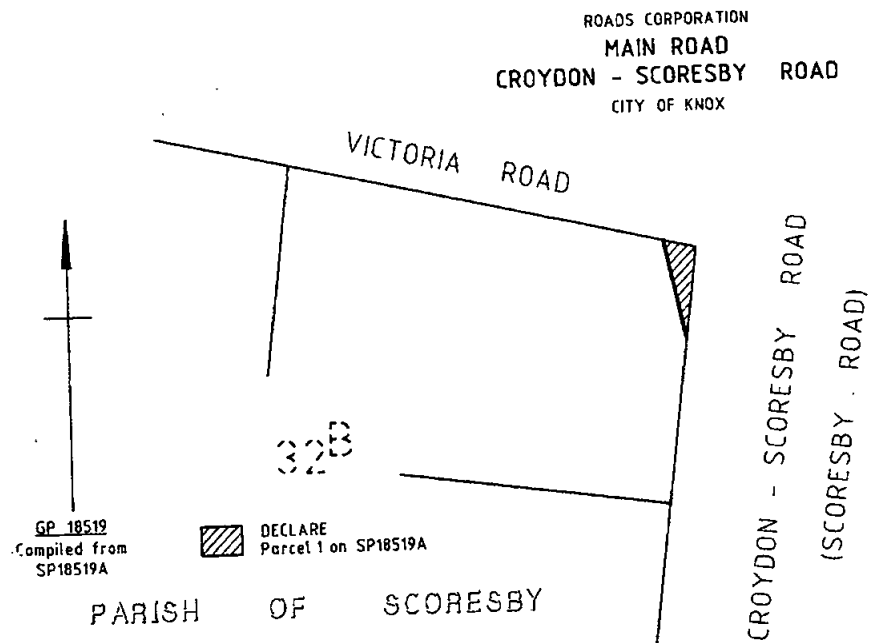 ROADS CORPORATION
MAIN ROAD
CROYDON - SCORESBY ROAD
CITY OF KNOX
VICTORIA ROAD
CROYDON - SCORESBY ROAD
(SCORESBY ROAD)
32B
GP 18519
Compiled from
SP18519A
DECLARE
Parcel 1 on SP18519A
PARISH OF SCORESBY